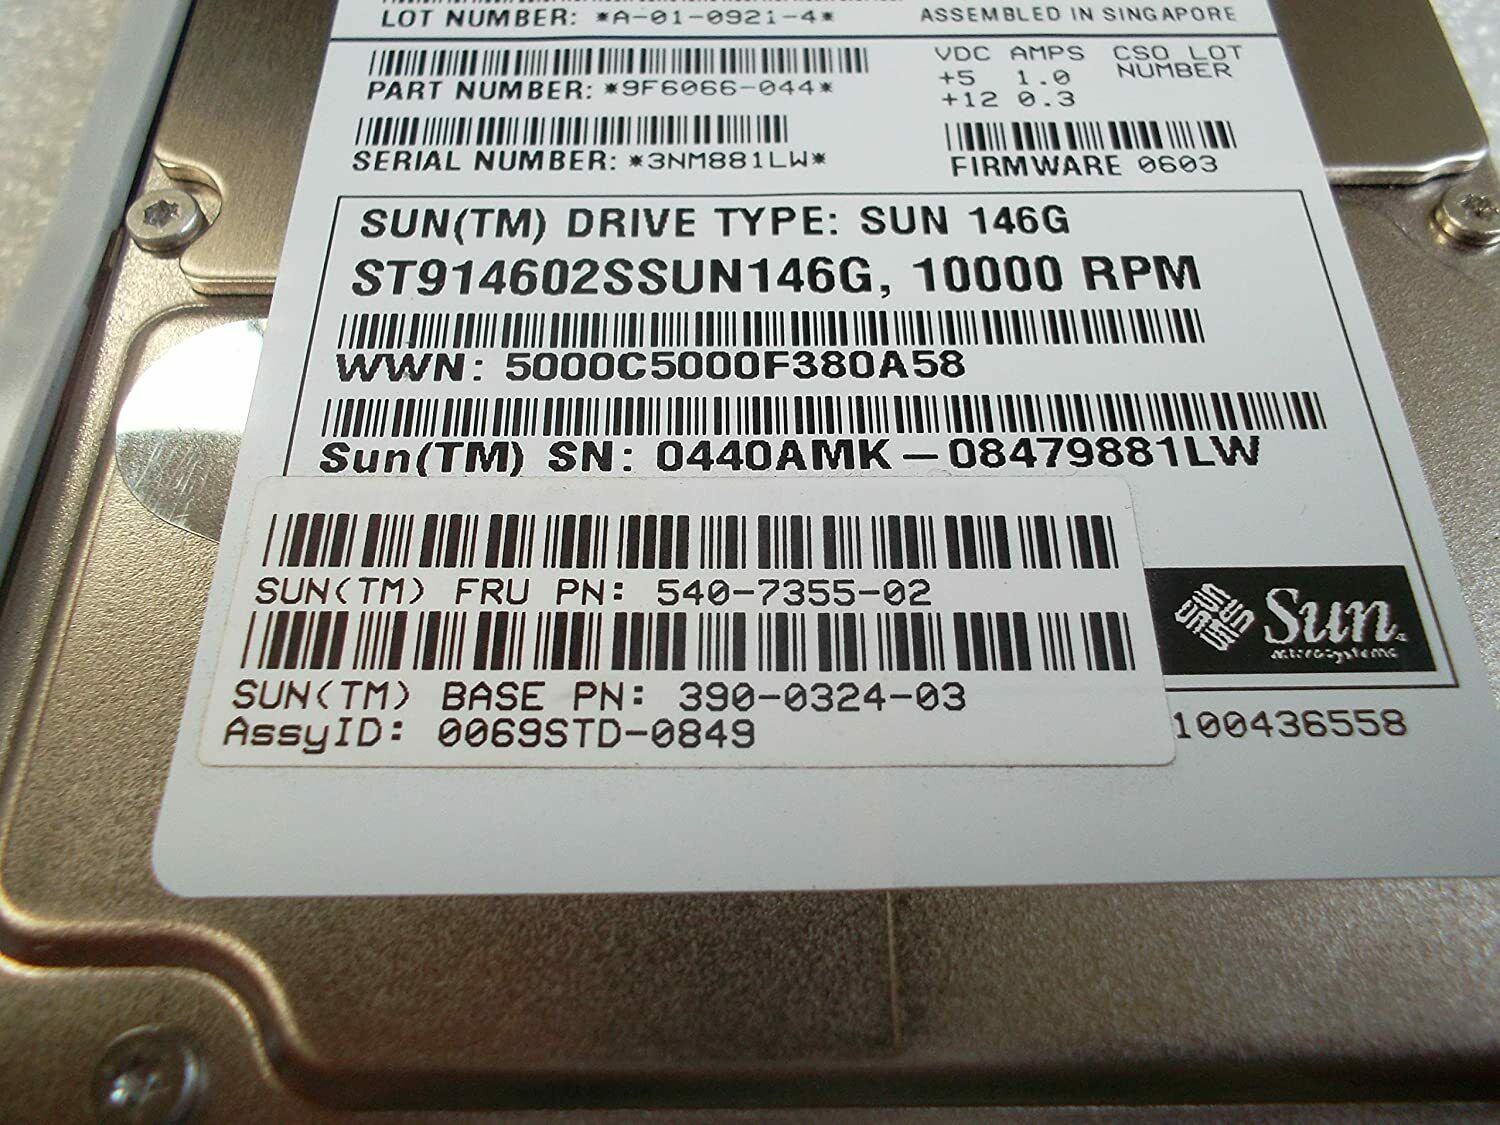 LOT NUMBER: *A-01-0921-4*
ASSEMBLED IN SINGAPORE
PART NUMBER: *9F6066-044*
VDC AMPS
+5 1.0
+12 0.3
CSO LOT
NUMBER
SERIAL NUMBER: *3NM881LW*
FIRMWARE 0603
SUN(TM) DRIVE TYPE: SUN 146G
ST914602SSUN146G, 10000 RPM
WWN: 5000C5000F380A58
Sun(TM) SN: 0440AMK-08479881LW
SUN(TM) FRU PN: 540-7355-02
SUN(TM) BASE PN: 390-0324-03
AssyID: 0069STD-0849
Sun
microsystems
100436558